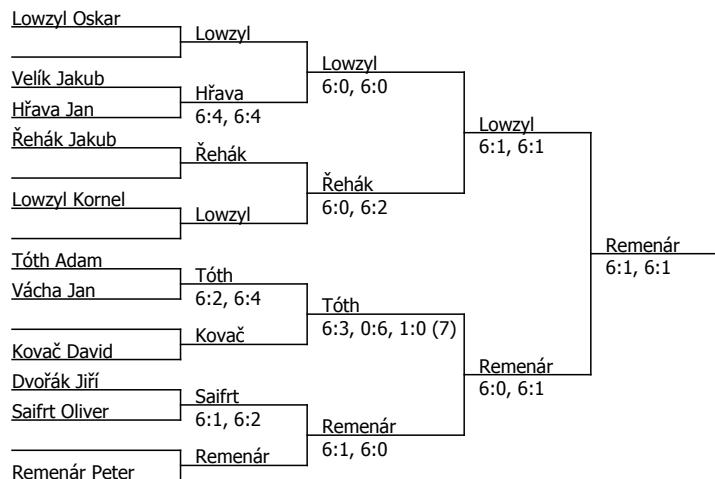 Lowzyl Oskar
Velík Jakub
Hřava Jan
Řehák Jakub
Lowzyl Kornel
Tóth Adam
Vácha Jan
Kovač David
Dvořák Jiří
Saifrt Oliver
Remenár Peter
Lowzyl
Hřava
6:4, 6:4
Řehák
Lowzyl
Tóth
6:2, 6:4
Kovač
Saifrt
6:1, 6:2
Remenár
Lowzyl
6:0, 6:0
Řehák
6:0, 6:2
Tóth
6:3, 0:6, 1:0 (7)
Remenár
6:1, 6:0
Lowzyl
6:1, 6:1
Remenár
6:0, 6:1
Remenár
6:1, 6:1